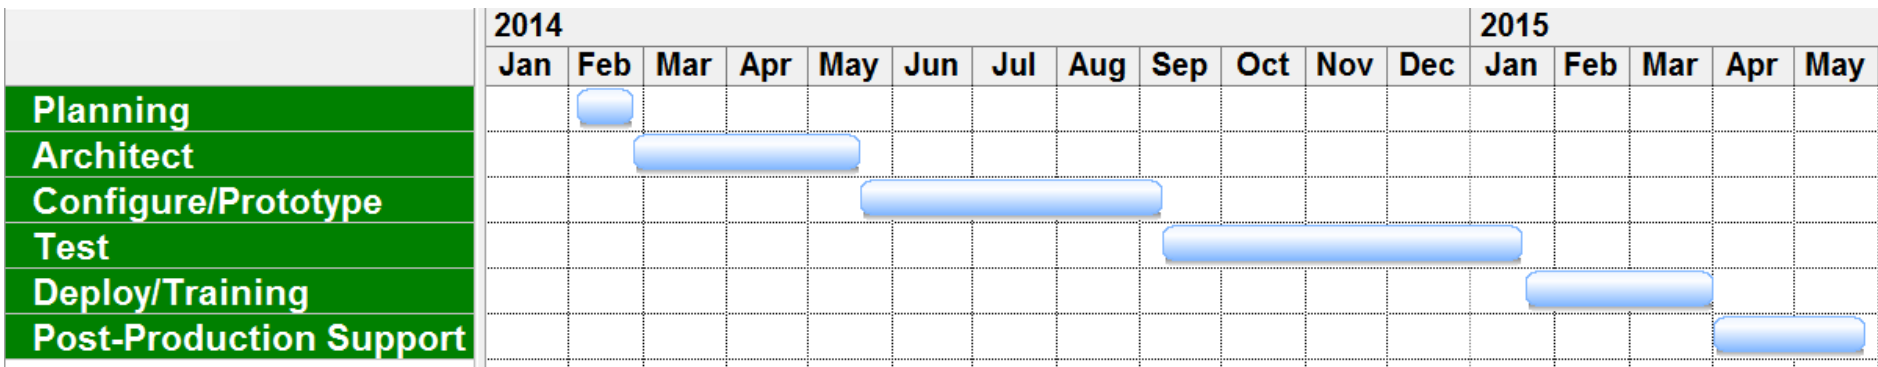 2014 2015
Jan Feb Mar Apr May Jun Jul Aug Sep Oct Nov Dec Jan Feb Mar Apr May
Planning
Architect
Configure/Prototype
Test
Deploy/Training
Post-Production Support